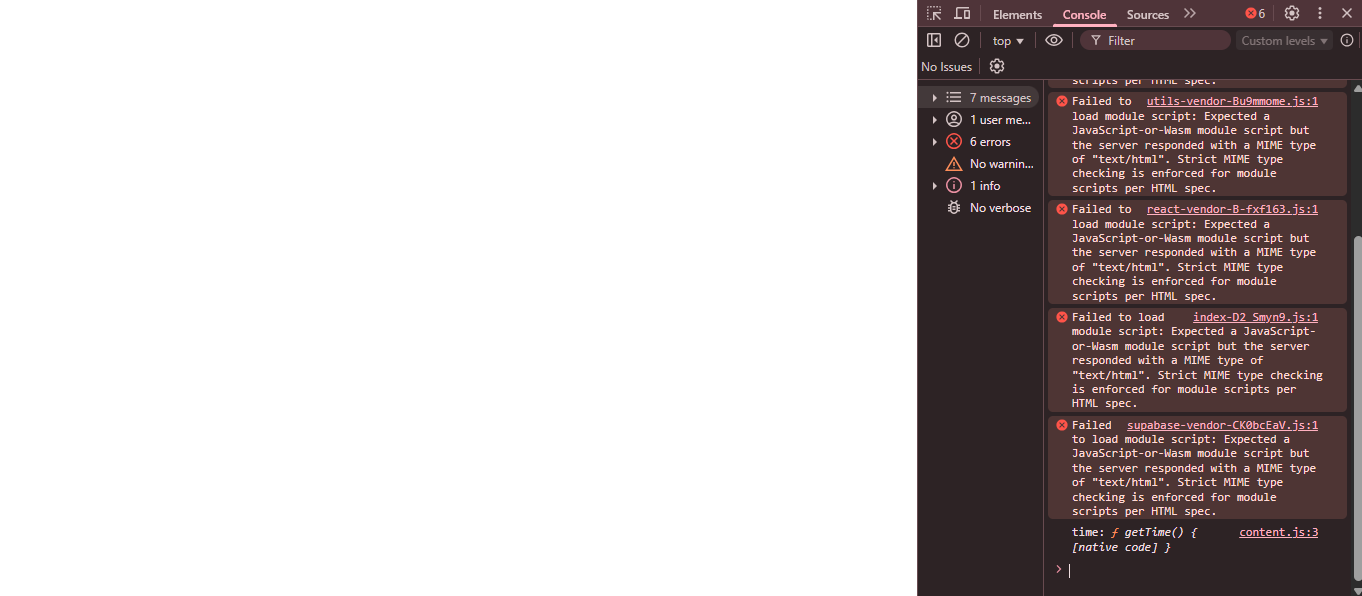 Elements Console Sources 6
top Filter Custom levels
No Issues
7 messages
1 user me...
6 errors
No warnin...
1 info
No verbose
scripts per HTML spec.
Failed to utils-vendor-Bu9mmome.js:1
load module script: Expected a
JavaScript-or-Wasm module script but
the server responded with a MIME type
of "text/html". Strict MIME type
checking is enforced for module
scripts per HTML spec.
Failed to react-vendor-B-fxf163.js:1
load module script: Expected a
JavaScript-or-Wasm module script but
the server responded with a MIME type
of "text/html". Strict MIME type
checking is enforced for module
scripts per HTML spec.
Failed to load index-D2_Smyn9.js:1
module script: Expected a JavaScript-
or-Wasm module script but the server
responded with a MIME type of
"text/html". Strict MIME type checking
is enforced for module scripts per
HTML spec.
Failed supabase-vendor-CK0bcEaV.js:1
to load module script: Expected a
JavaScript-or-Wasm module script but
the server responded with a MIME type
of "text/html". Strict MIME type
checking is enforced for module
scripts per HTML spec.
time: ƒ getTime() { content.js:3
[native code] }